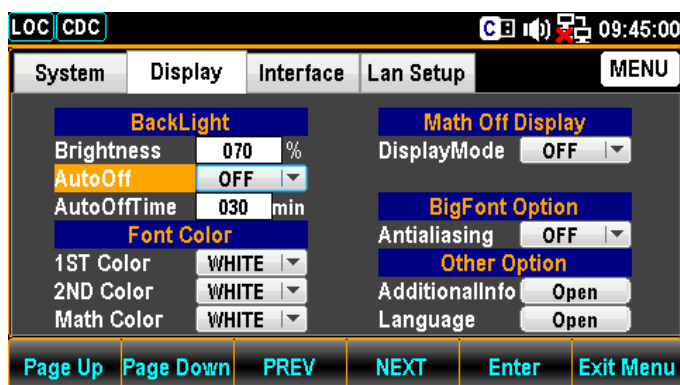 LOC CDC C 09:45:00
System Display Interface Lan Setup MENU
BackLight
Brightness 070 %
AutoOff OFF
AutoOffTime 030 min
Font Color
1ST Color WHITE
2ND Color WHITE
Math Color WHITE
Math Off Display
DisplayMode OFF
BigFont Option
Antialiasing OFF
Other Option
AdditionalInfo Open
Language Open
Page Up Page Down PREV NEXT Enter Exit Menu